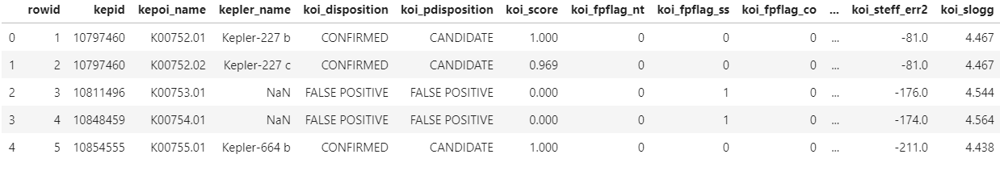 rowid kepid kepoi_name kepler_name koi_disposition koi_pdisposition koi_score koi_fpflag_nt koi_fpflag_ss koi_fpflag_co ... koi_steff_err2 koi_slogg
0 1 10797460 K00752.01 Kepler-227 b CONFIRMED CANDIDATE 1.000 0 0 0 ... -81.0 4.467
1 2 10797460 K00752.02 Kepler-227 c CONFIRMED CANDIDATE 0.969 0 0 0 ... -81.0 4.467
2 3 10811496 K00753.01 NaN FALSE POSITIVE FALSE POSITIVE 0.000 0 1 0 ... -176.0 4.544
3 4 10848459 K00754.01 NaN FALSE POSITIVE FALSE POSITIVE 0.000 0 1 0 ... -174.0 4.564
4 5 10854555 K00755.01 Kepler-664 b CONFIRMED CANDIDATE 1.000 0 0 0 ... -211.0 4.438